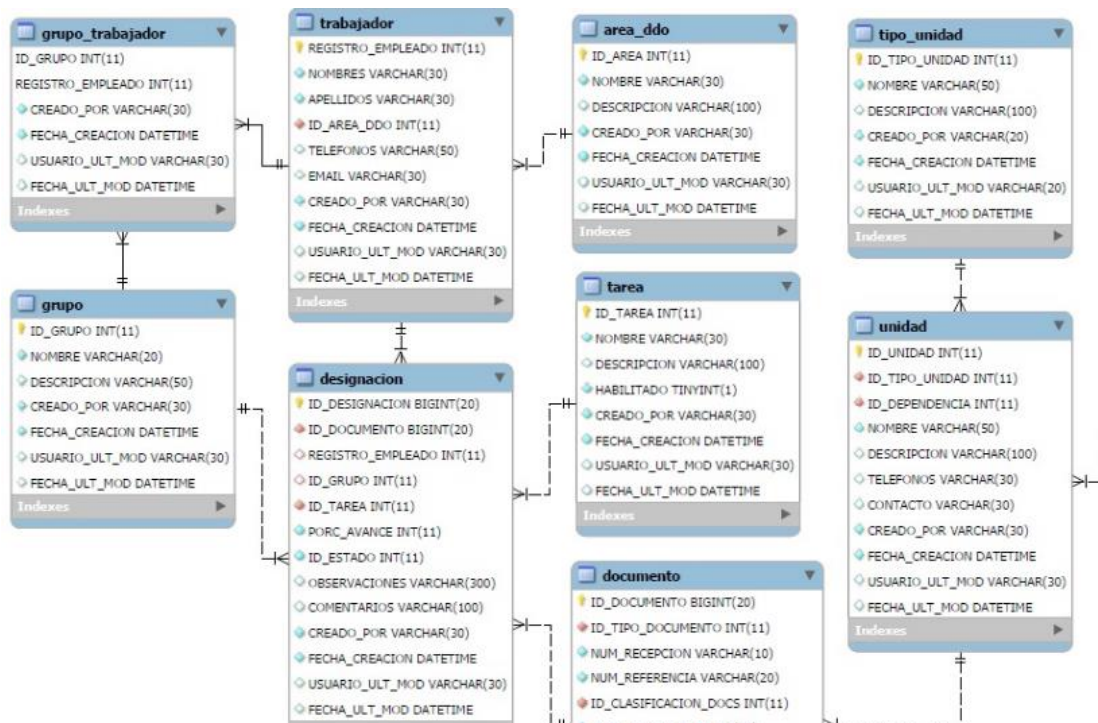 grupo_trabajador
ID_GRUPO INT(11)
REGISTRO_EMPLEADO INT(11)
CREADO_POR VARCHAR(30)
FECHA_CREACION DATETIME
USUARIO_ULT_MOD VARCHAR(30)
FECHA_ULT_MOD DATETIME
Indexes
trabajador
REGISTRO_EMPLEADO INT(11)
NOMBRES VARCHAR(30)
APELLIDOS VARCHAR(30)
ID_AREA_DDO INT(11)
TELEFONOS VARCHAR(50)
EMAIL VARCHAR(30)
CREADO_POR VARCHAR(30)
FECHA_CREACION DATETIME
USUARIO_ULT_MOD VARCHAR(30)
FECHA_ULT_MOD DATETIME
Indexes
area_ddo
ID_AREA INT(11)
NOMBRE VARCHAR(30)
DESCRIPCION VARCHAR(100)
CREADO_POR VARCHAR(30)
FECHA_CREACION DATETIME
USUARIO_ULT_MOD VARCHAR(30)
FECHA_ULT_MOD DATETIME
Indexes
tipo_unidad
ID_TIPO_UNIDAD INT(11)
NOMBRE VARCHAR(50)
DESCRIPCION VARCHAR(100)
CREADO_POR VARCHAR(20)
FECHA_CREACION DATETIME
USUARIO_ULT_MOD VARCHAR(20)
FECHA_ULT_MOD DATETIME
Indexes
grupo
ID_GRUPO INT(11)
NOMBRE VARCHAR(20)
DESCRIPCION VARCHAR(50)
CREADO_POR VARCHAR(30)
FECHA_CREACION DATETIME
USUARIO_ULT_MOD VARCHAR(30)
FECHA_ULT_MOD DATETIME
Indexes
designacion
ID_DESIGNACION BIGINT(20)
ID_DOCUMENTO BIGINT(20)
REGISTRO_EMPLEADO INT(11)
ID_GRUPO INT(11)
ID_TAREA INT(11)
PORC_AVANCE INT(11)
ID_ESTADO INT(11)
OBSERVACIONES VARCHAR(300)
COMENTARIOS VARCHAR(100)
CREADO_POR VARCHAR(30)
FECHA_CREACION DATETIME
USUARIO_ULT_MOD VARCHAR(30)
FECHA_ULT_MOD DATETIME
tarea
ID_TAREA INT(11)
NOMBRE VARCHAR(30)
DESCRIPCION VARCHAR(100)
HABILITADO TINYINT(1)
CREADO_POR VARCHAR(30)
FECHA_CREACION DATETIME
USUARIO_ULT_MOD VARCHAR(30)
FECHA_ULT_MOD DATETIME
Indexes
unidad
ID_UNIDAD INT(11)
ID_TIPO_UNIDAD INT(11)
ID_DEPENDENCIA INT(11)
NOMBRE VARCHAR(50)
DESCRIPCION VARCHAR(100)
TELEFONOS VARCHAR(30)
CONTACTO VARCHAR(30)
CREADO_POR VARCHAR(30)
FECHA_CREACION DATETIME
USUARIO_ULT_MOD VARCHAR(30)
FECHA_ULT_MOD DATETIME
Indexes
documento
ID_DOCUMENTO BIGINT(20)
ID_TIPO_DOCUMENTO INT(11)
NUM_RECEPCION VARCHAR(10)
NUM_REFERENCIA VARCHAR(20)
ID_CLASIFICACION_DOCS INT(11)